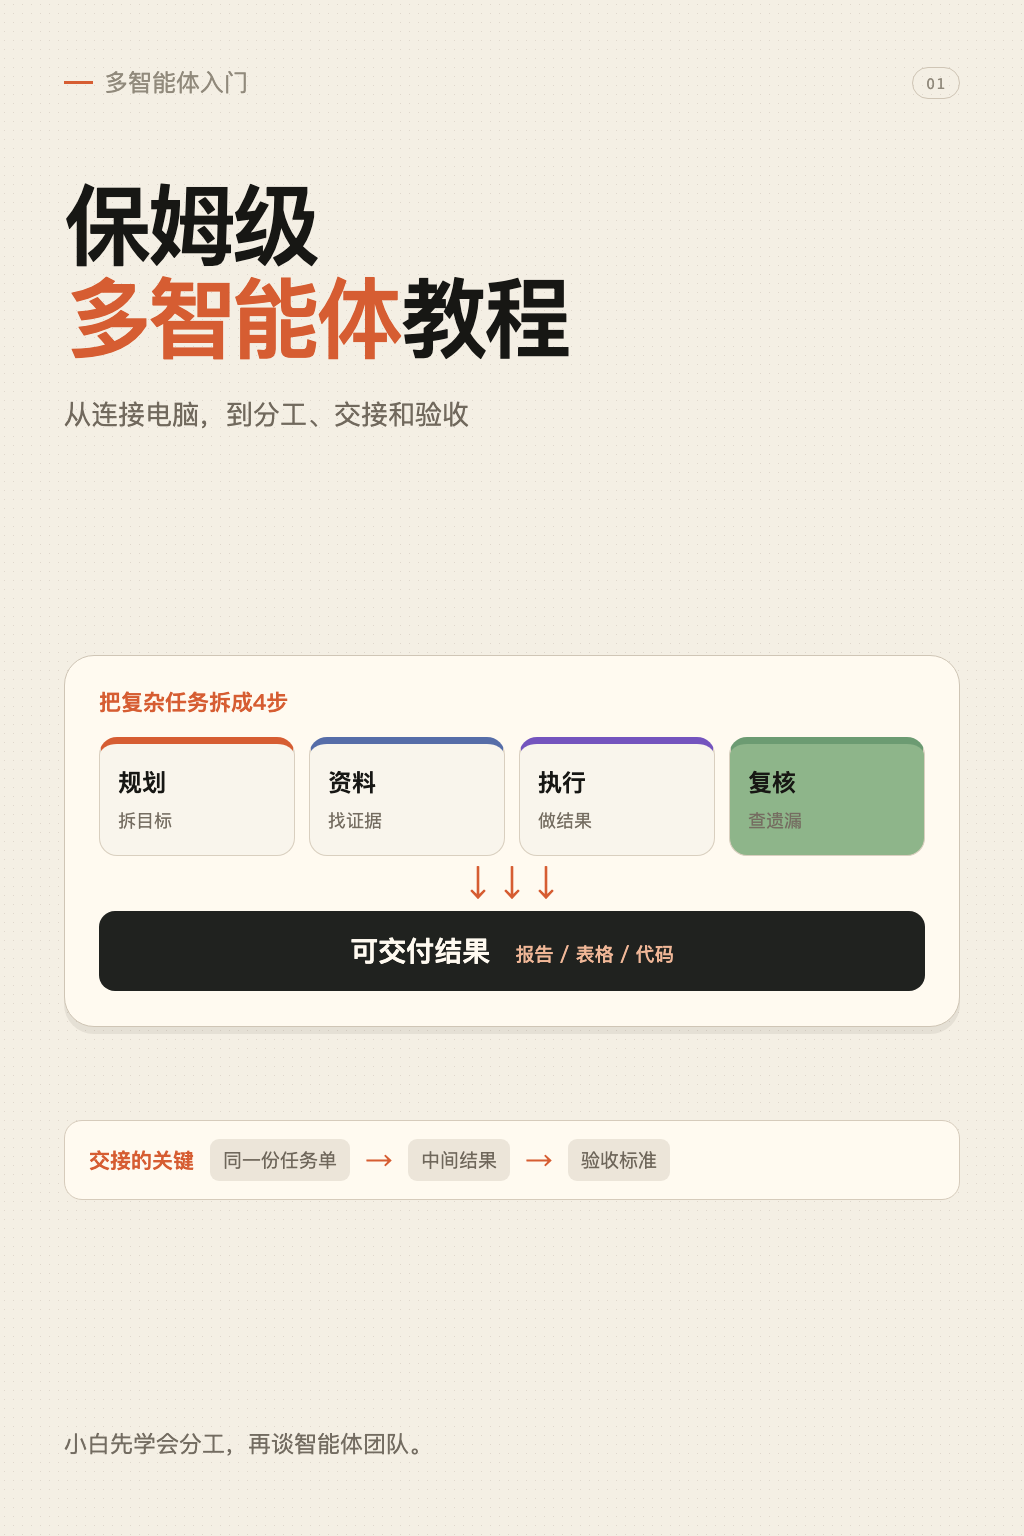 多智能体入门
01
保姆级
多智能体教程
从连接电脑，到分工、交接和验收
把复杂任务拆成4步
规划
拆目标
资料
找证据
执行
做结果
复核
查遗漏
↓ ↓ ↓
可交付结果 报告 / 表格 / 代码
交接的关键 同一份任务单 → 中间结果 → 验收标准
小白先学会分工，再谈智能体团队。